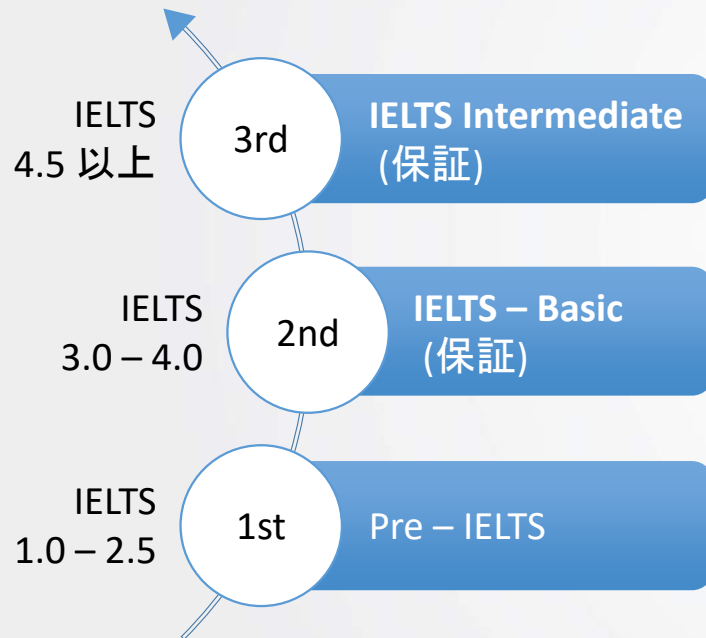 IELTS
4.5 以上
3rd
IELTS Intermediate
(保証)
IELTS
3.0 – 4.0
2nd
IELTS – Basic
(保証)
IELTS
1.0 – 2.5
1st
Pre – IELTS